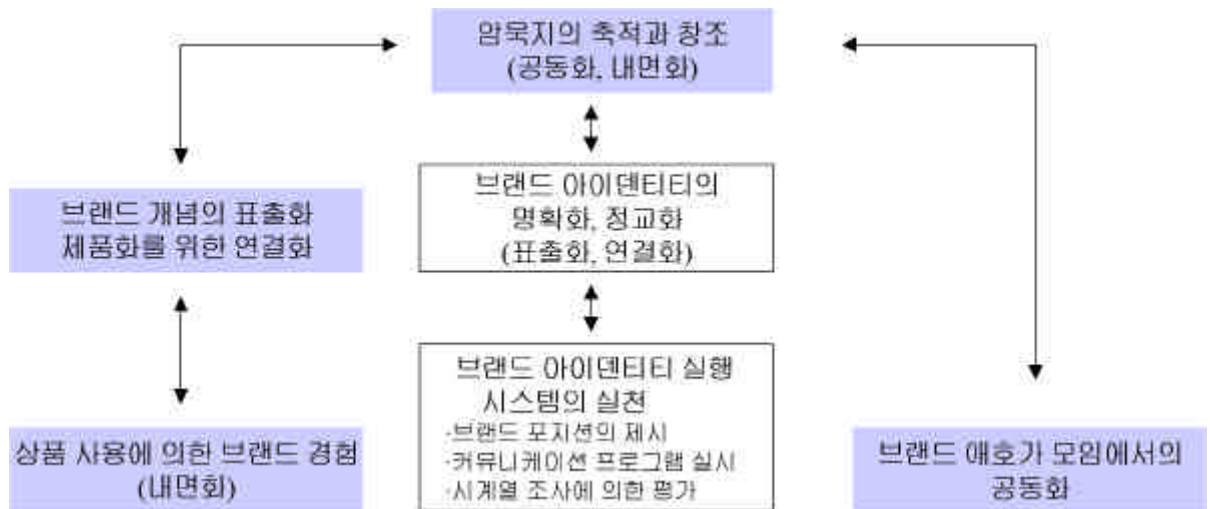 암묵지의 축적과 창조
(공동화, 내면화)
브랜드 개념의 표출화
제품화를 위한 연결화
브랜드 아이덴티티의
명확화, 정교화
(표출화, 연결화)
상품 사용에 의한 브랜드 경험
(내면화)
브랜드 아이덴티티 실행
시스템의 실천
-브랜드 포지션의 제시
-커뮤니케이션 프로그램 실시
-시계열 조사에 의한 평가
브랜드 애호가 모임에서의
공동화